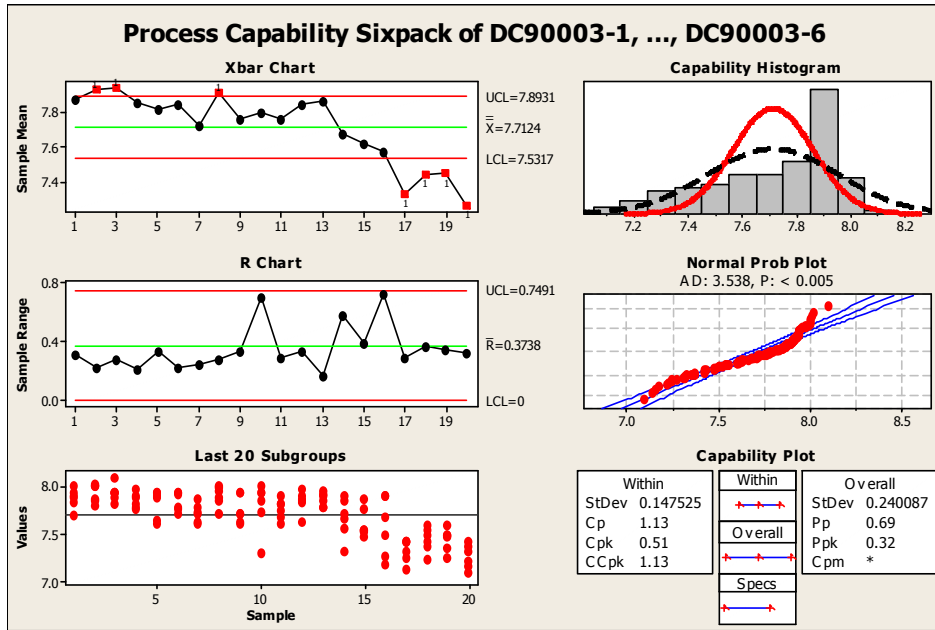 Process Capability Sixpack of DC90003-1, ..., DC90003-6
Xbar Chart
Sample Mean
7.8
7.6
7.4
1 3 5 7 9 11 13 15 17 19
1
1
1
1
1
1
1
UCL=7.8931
X=7.7124
LCL=7.5317
Capability Histogram
7.2 7.4 7.6 7.8 8.0 8.2
R Chart
Sample Range
0.8
0.4
0.0
1 3 5 7 9 11 13 15 17 19
UCL=0.7491
R=0.3738
LCL=0
Normal Prob Plot
AD: 3.538, P: < 0.005
7.0 7.5 8.0 8.5
Last 20 Subgroups
Values
8.0
7.5
7.0
5 10 15 20
Sample
Capability Plot
Within
StDev 0.147525
Cp 1.13
Cpk 0.51
CCpk 1.13
Within
Overall
Specs
Overall
StDev 0.240087
Pp 0.69
Ppk 0.32
Cpm *